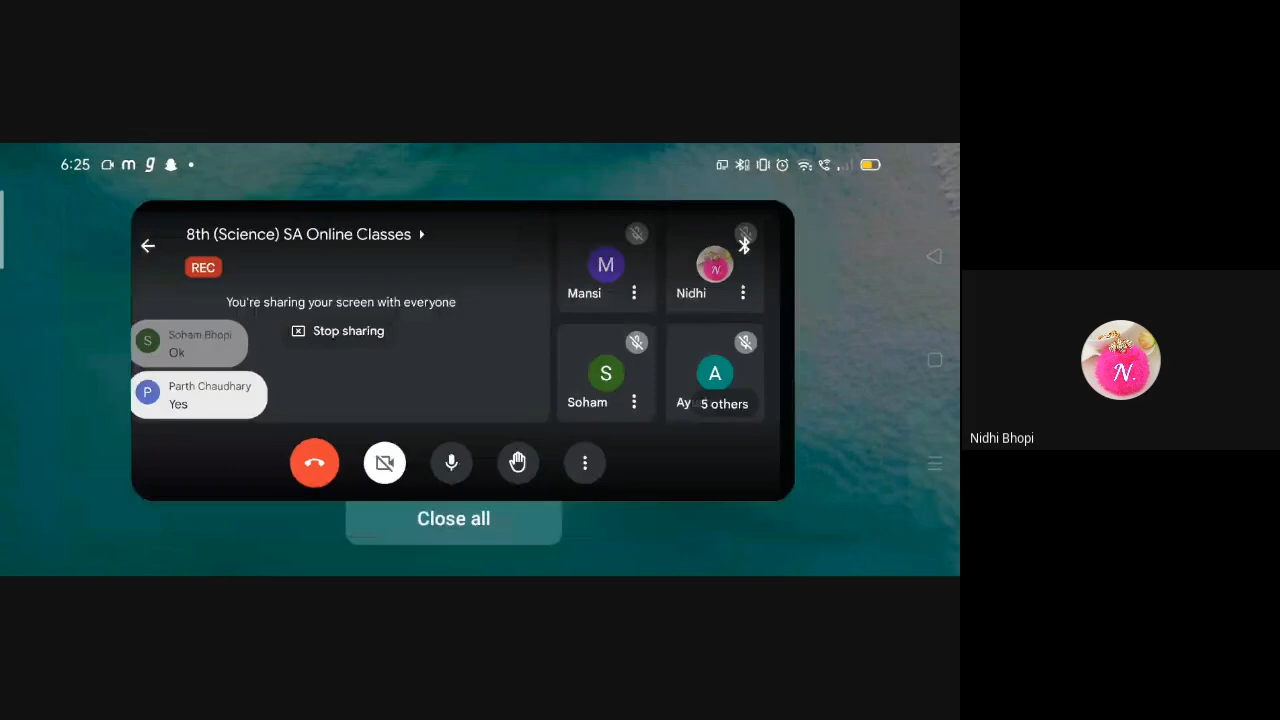 6:25 m g
8th (Science) SA Online Classes
REC
You're sharing your screen with everyone
Stop sharing
S Soham Bhopi
Ok
P Parth Chaudhary
Yes
M
Mansi
N.
Nidhi
S
Soham
A
Ay 5 others
Close all
N.
Nidhi Bhopi